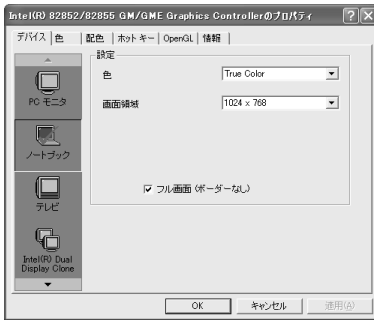 Intel(R) 82852/82855 GM/GME Graphics Controllerのプロパティ
デバイス 色 配色 ホット キー OpenGL 情報
設定
色 True Color
画面領域 1024 x 768
フル画面 (ボーダーなし)
PC モニタ
ノートブック
テレビ
Intel(R) Dual
Display Clone
OK キャンセル 適用(A)